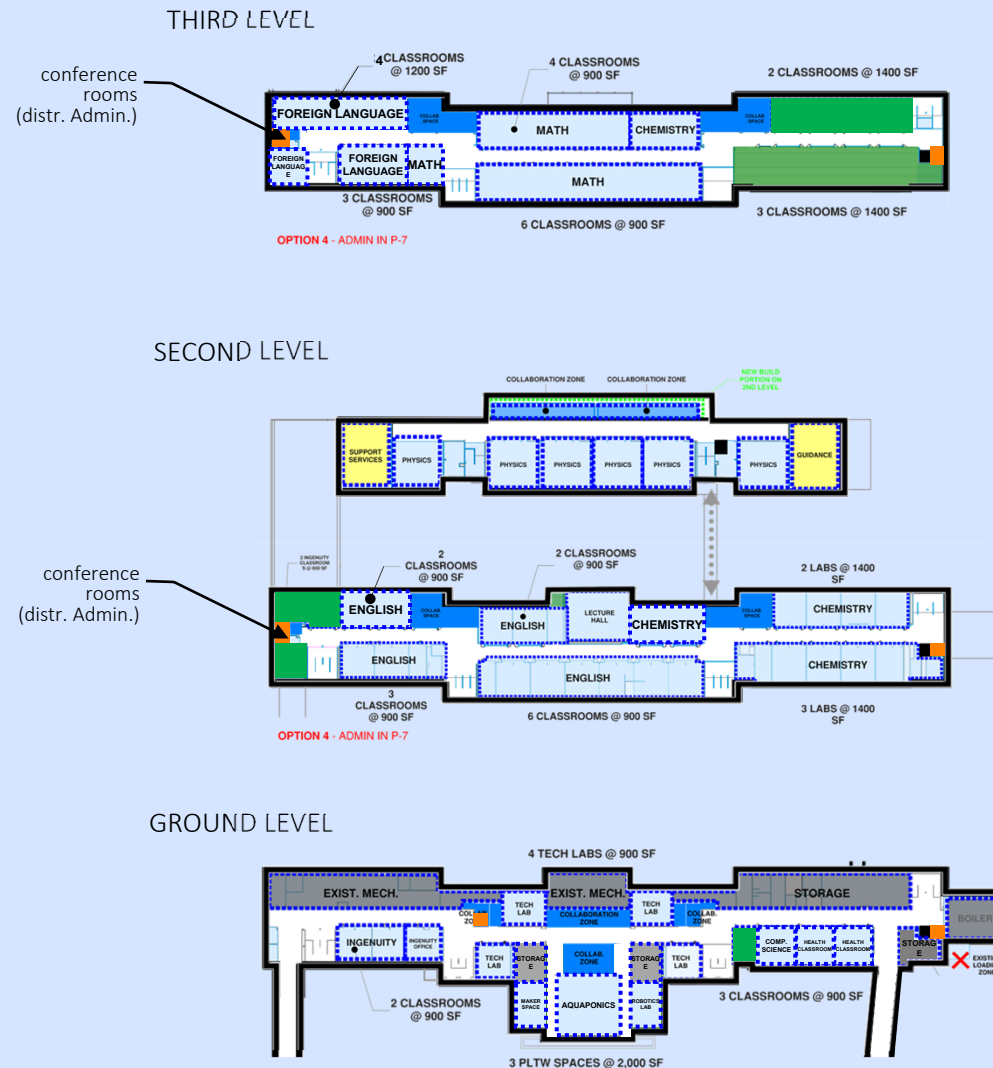 THIRD LEVEL
4 CLASSROOMS
@ 1200 SF
4 CLASSROOMS
@ 900 SF
2 CLASSROOMS @ 1400 SF
conference
rooms
(distr. Admin.)
FOREIGN LANGUAGE
COLLAB
SPACE
MATH
CHEMISTRY
COLLAB
SPACE
FOREIGN
LANGUAG
E
FOREIGN
LANGUAGE
MATH
MATH
3 CLASSROOMS
@ 900 SF
6 CLASSROOMS @ 900 SF
3 CLASSROOMS @ 1400 SF
OPTION 4 - ADMIN IN P-7
SECOND LEVEL
COLLABORATION ZONE
COLLABORATION ZONE
NEW BUILD
PORTION ON
2ND LEVEL
SUPPORT
SERVICES
PHYSICS
PHYSICS
PHYSICS
PHYSICS
PHYSICS
PHYSICS
GUIDANCE
2 INGENUITY
CLASSROOM
S @ 900 SF
2
CLASSROOMS
@ 900 SF
2 CLASSROOMS
@ 900 SF
2 LABS @ 1400
SF
conference
rooms
(distr. Admin.)
ENGLISH
COLLAB.
SPACE
ENGLISH
LECTURE
HALL
CHEMISTRY
COLLAB.
SPACE
CHEMISTRY
ENGLISH
ENGLISH
CHEMISTRY
3
CLASSROOMS
@ 900 SF
6 CLASSROOMS @ 900 SF
3 LABS @ 1400
SF
OPTION 4 - ADMIN IN P-7
GROUND LEVEL
4 TECH LABS @ 900 SF
EXIST. MECH.
EXIST. MECH.
STORAGE
TECH
LAB
TECH
LAB
COLLABORATION
ZONE
COLLAB.
ZONE
BOILER
INGENUITY
INGENUITY
OFFICE
TECH
LAB
STORAG
E
COLLAB.
ZONE
STORAG
E
TECH
LAB
COMP.
SCIENCE
HEALTH
CLASSROOM
HEALTH
CLASSROOM
STORAG
E
MAKER
SPACE
AQUAPONICS
ROBOTICS
LAB
2 CLASSROOMS
@ 900 SF
3 CLASSROOMS @ 900 SF
3 PLTW SPACES @ 2,000 SF